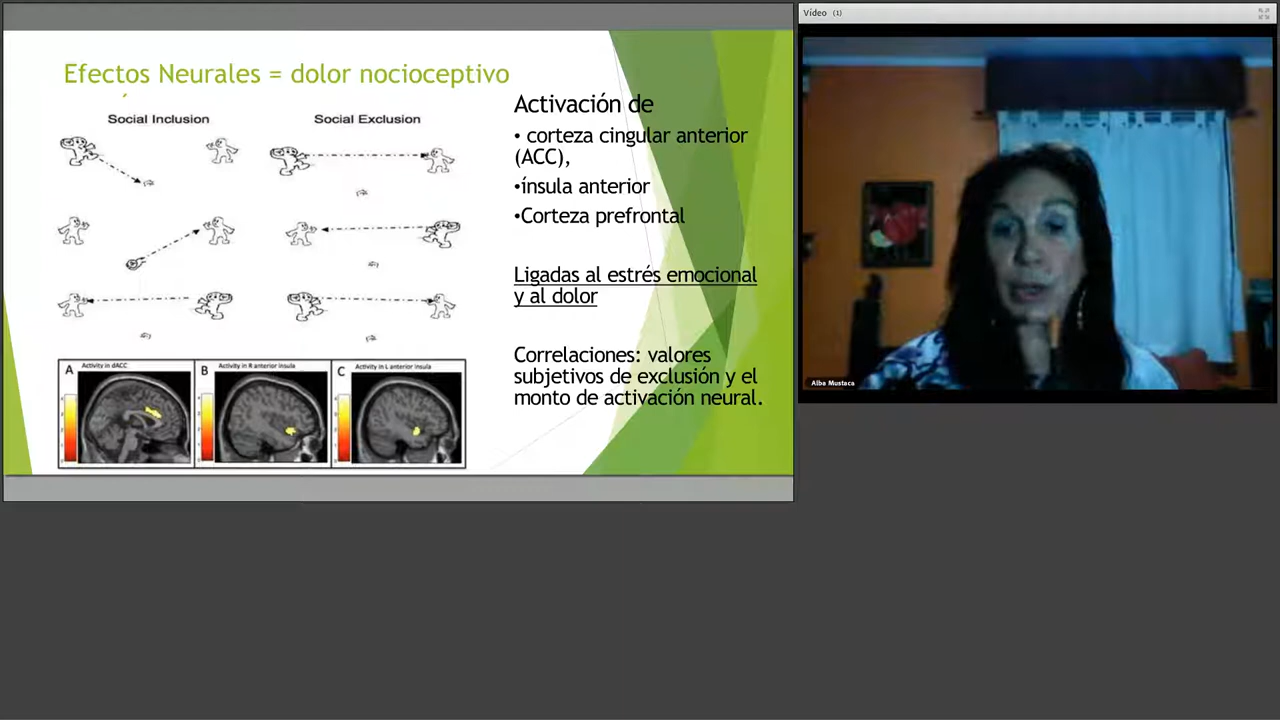 Efectos Neurales = dolor nocioceptivo
Social Inclusion
Social Exclusion
A
Activity in dACC
B
Activity in R anterior Insula
C
Activity in L anterior Insula
Activación de
• corteza cingular anterior
(ACC),
•ínsula anterior
•Corteza prefrontal
Ligadas al estrés emocional
y al dolor
Correlaciones: valores
subjetivos de exclusión y el
monto de activación neural.
Vídeo (1)
Alba Mustaca